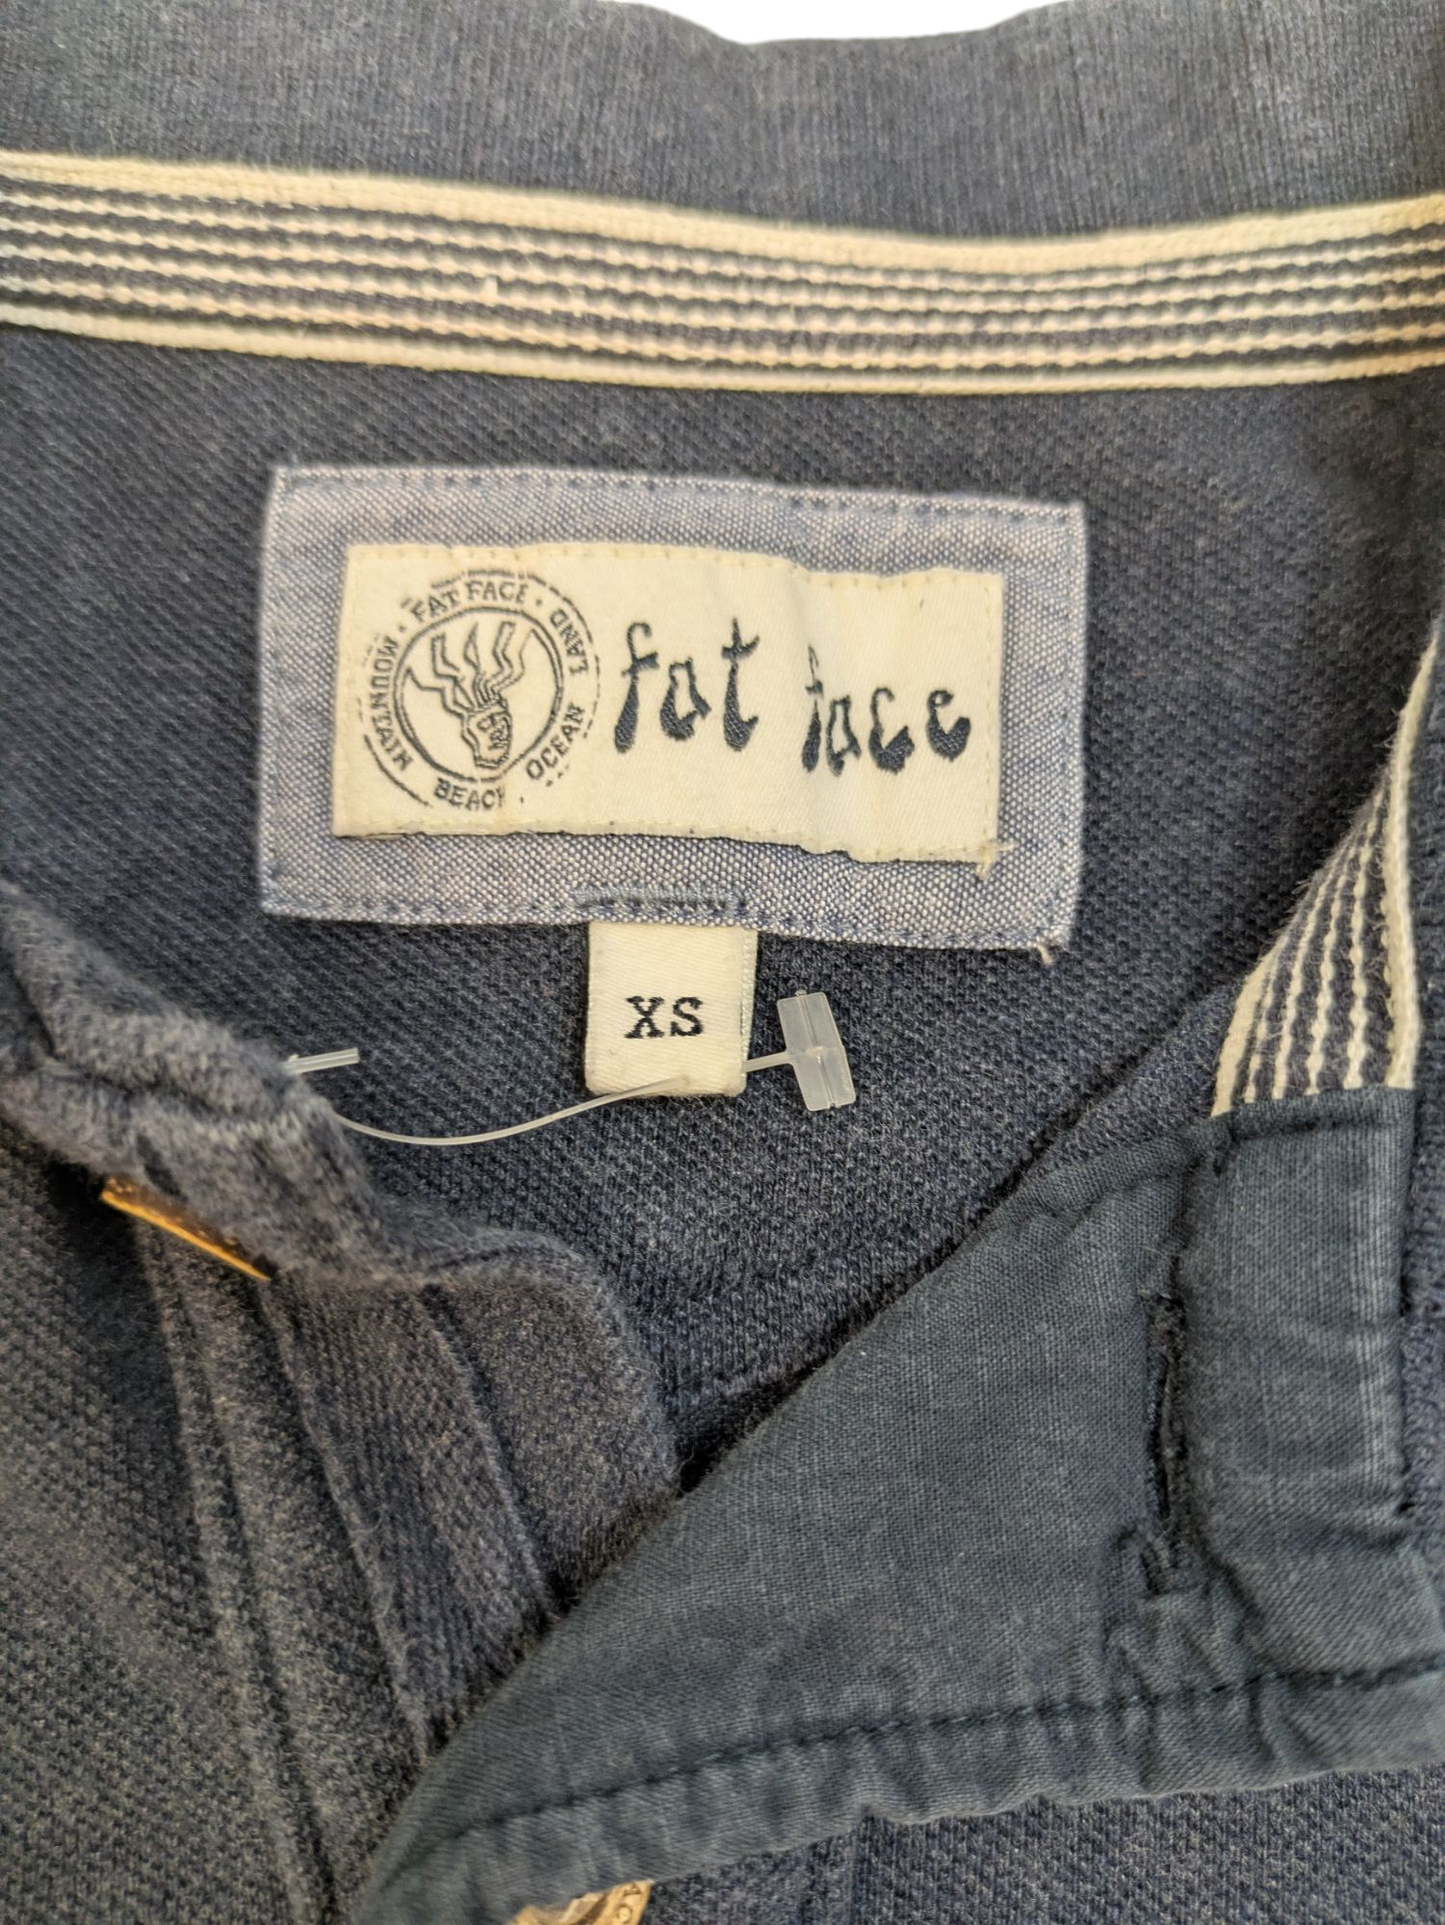 FAT FACE · LAND
OCEAN · BEACH
MOUNTAIN ·
fat face
XS